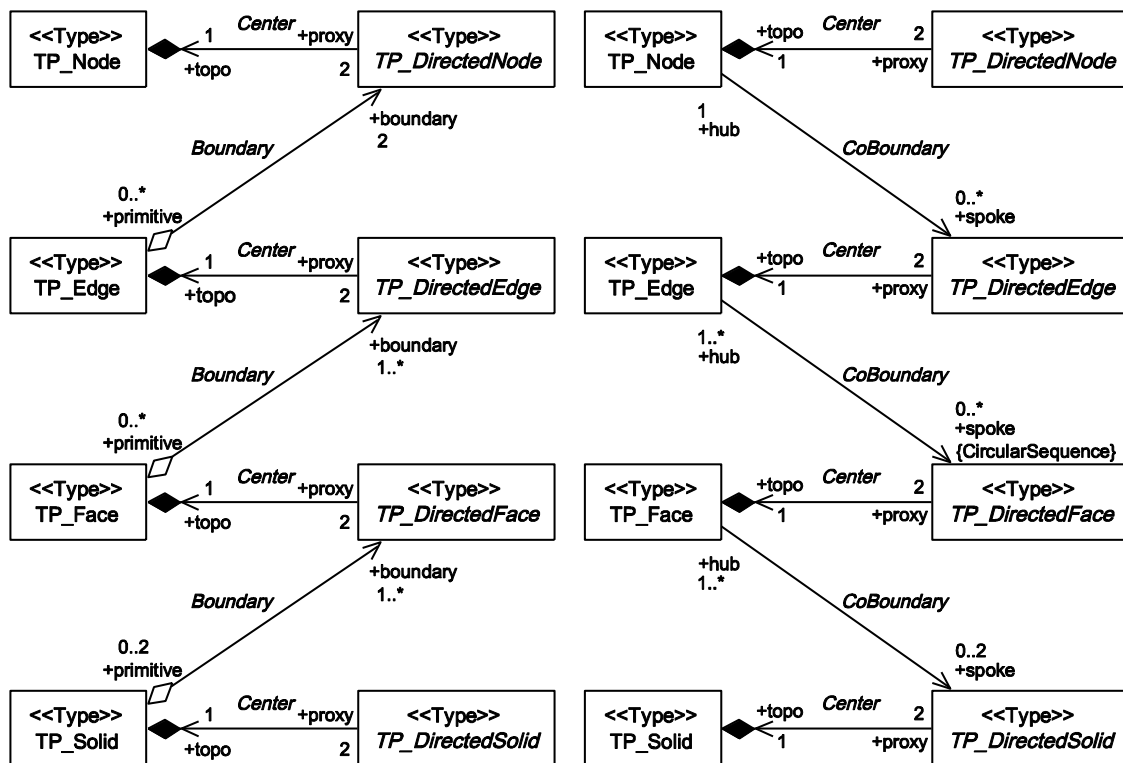 <<Type>>
TP_Node
1
Center
+proxy
+topo
2
<<Type>>
TP_DirectedNode
+boundary
2
Boundary
0..*
+primitive
<<Type>>
TP_Edge
1
Center
+proxy
+topo
2
<<Type>>
TP_DirectedEdge
+boundary
1..*
Boundary
0..*
+primitive
<<Type>>
TP_Face
1
Center
+proxy
+topo
2
<<Type>>
TP_DirectedFace
+boundary
1..*
Boundary
0..2
+primitive
<<Type>>
TP_Solid
1
Center
+proxy
+topo
2
<<Type>>
TP_DirectedSolid
<<Type>>
TP_Node
+topo
Center
2
1
+proxy
<<Type>>
TP_DirectedNode
1
+hub
CoBoundary
0..*
+spoke
<<Type>>
TP_Edge
+topo
Center
2
1
+proxy
<<Type>>
TP_DirectedEdge
1..*
+hub
CoBoundary
0..*
+spoke
{CircularSequence}
<<Type>>
TP_Face
+topo
Center
2
1
+proxy
<<Type>>
TP_DirectedFace
+hub
1..*
CoBoundary
0..2
+spoke
<<Type>>
TP_Solid
+topo
Center
2
1
+proxy
<<Type>>
TP_DirectedSolid